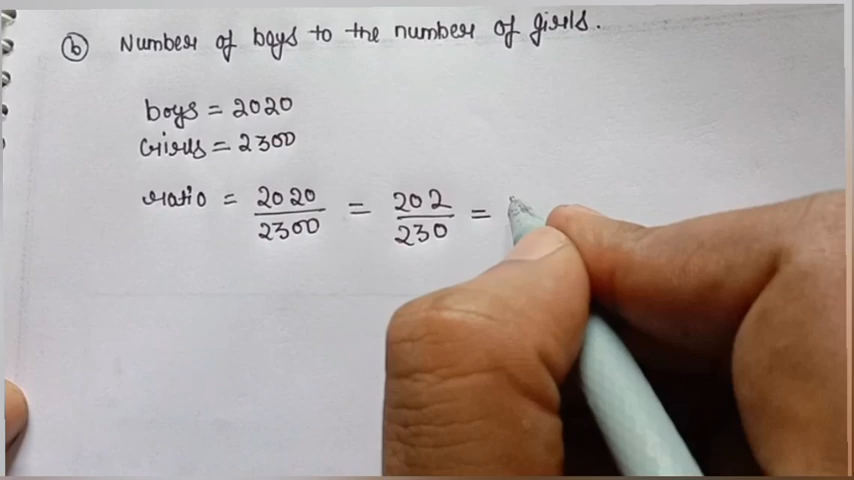 (b) Number of boys to the number of girls.
boys = 2020
Girls = 2300
ratio = 2020/2300 = 202/230 =